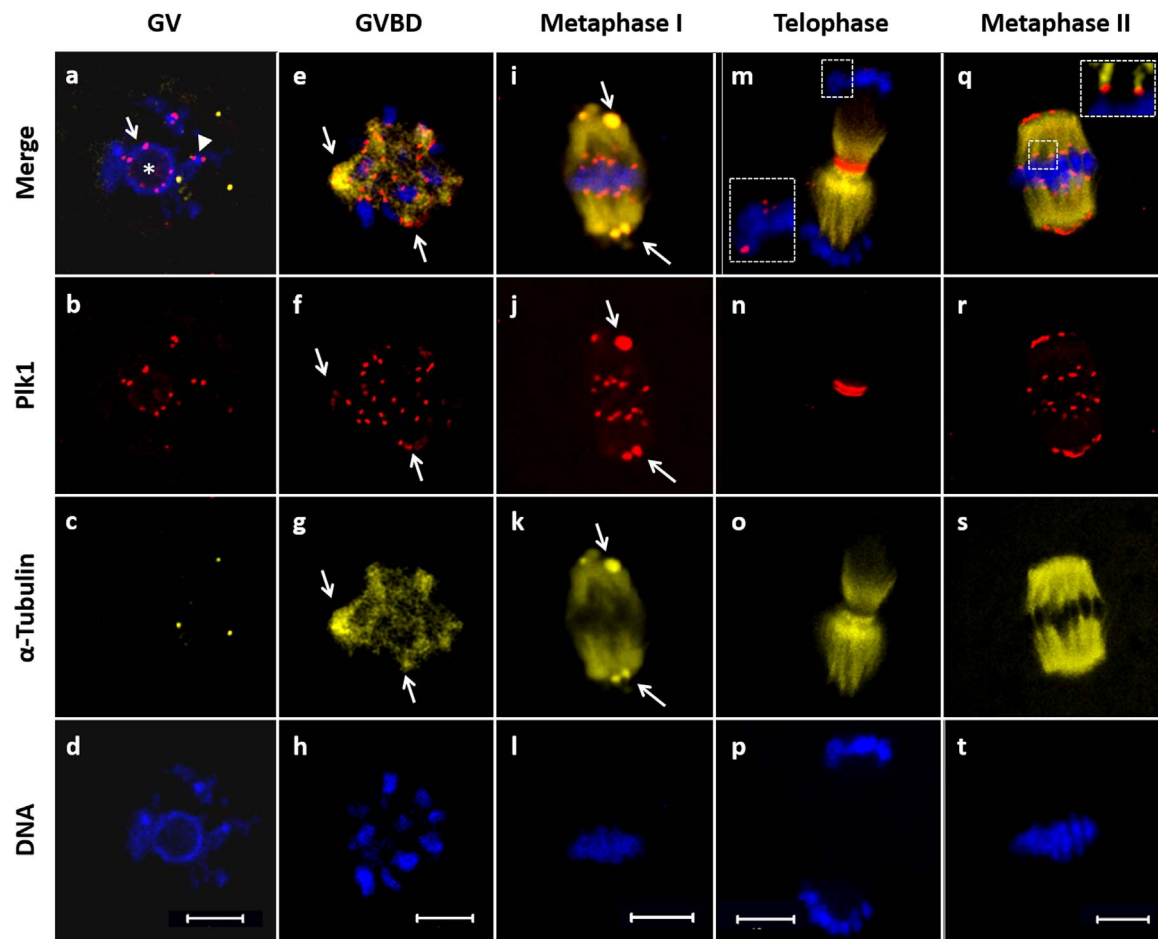 GV GVBD Metaphase I Telophase Metaphase II
Merge
a e i m q
*
Plk1
b f j n r
α-Tubulin
c g k o s
DNA
d h l p t